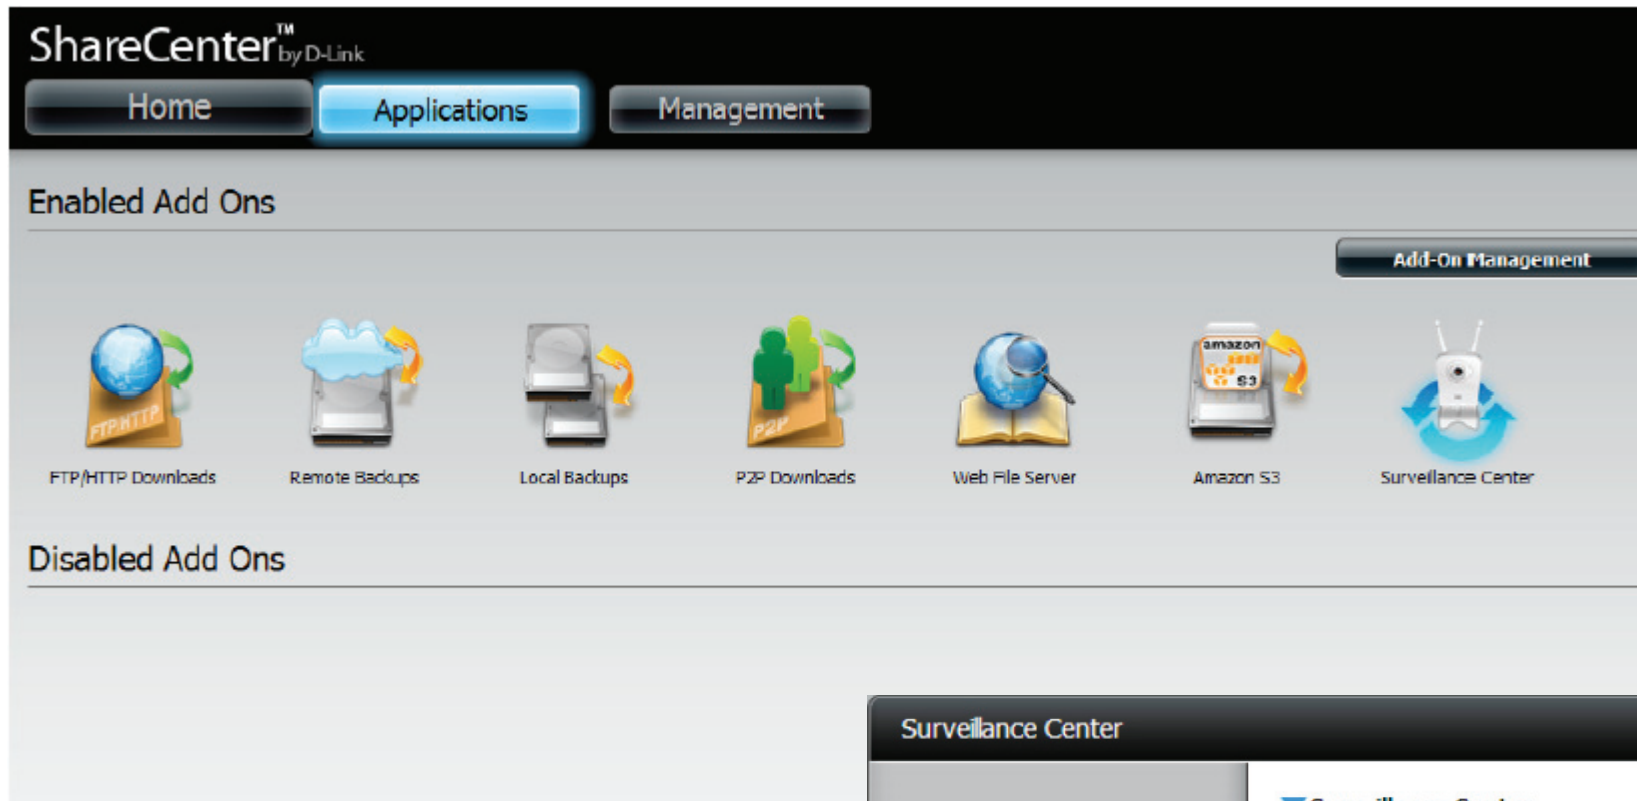 ShareCenter™ by D-Link
Home Applications Management
Enabled Add Ons
Add-On Management
FTP/HTTP
P2P
amazon
S3
FTP/HTTP Downloads Remote Backups Local Backups P2P Downloads Web File Server Amazon S3 Surveillance Center
Disabled Add Ons
Surveillance Center